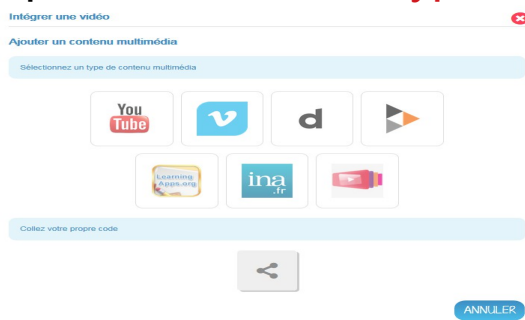 Intégrer une vidéo
Ajouter un contenu multimédia
Sélectionnez un type de contenu multimédia
You
Tube
d
Learning
Apps.org
ina
.fr
Collez votre propre code
ANNULER